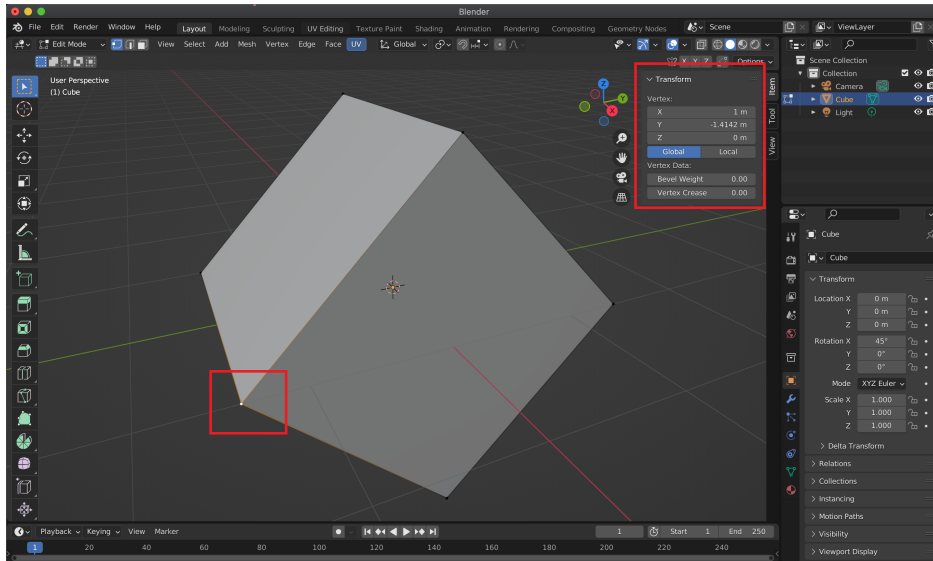 Blender
File Edit Render Window Help Layout Modeling Sculpting UV Editing Texture Paint Shading Animation Rendering Compositing Geometry Nodes Scene ViewLayer
Edit Mode View Select Add Mesh Vertex Edge Face UV Global
X Y Z Options
User Perspective
(1) Cube
Z
Y
X
Transform
Vertex:
X 1 m
Y -1.4142 m
Z 0 m
Global Local
Vertex Data:
Bevel Weight 0.00
Vertex Crease 0.00
Item
Tool
View
Scene Collection
Collection
Camera
Cube
Light
Cube
Cube
Transform
Location X 0 m
Y 0 m
Z 0 m
Rotation X 45°
Y 0°
Z 0°
Mode XYZ Euler
Scale X 1.000
Y 1.000
Z 1.000
Delta Transform
Relations
Collections
Instancing
Motion Paths
Visibility
Viewport Display
Playback Keying View Marker 1 Start 1 End 250
1 20 40 60 80 100 120 140 160 180 200 220 240